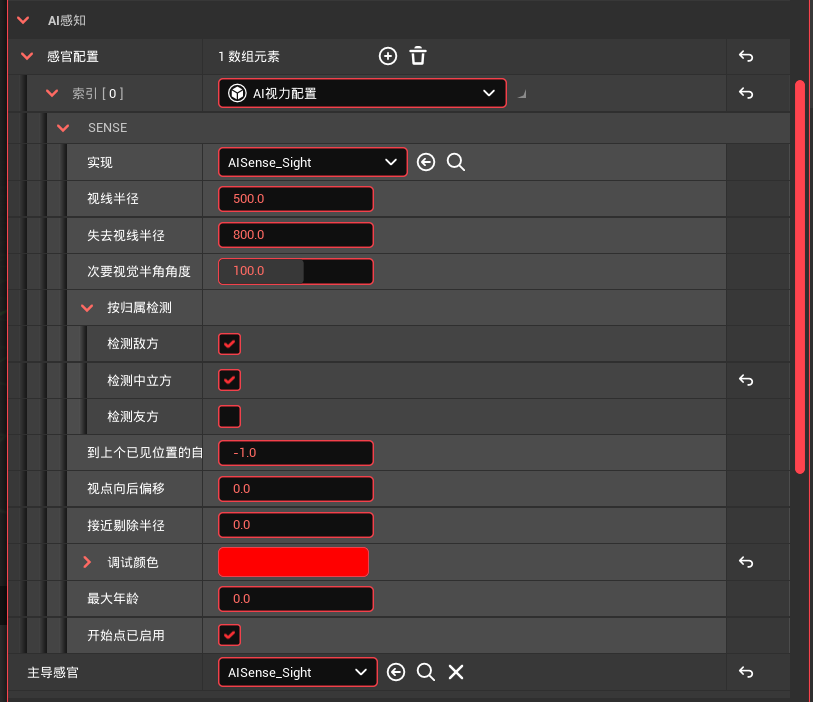 AI感知
感官配置 1 数组元素
索引 [ 0 ] AI视力配置
SENSE
实现 AISense_Sight
视线半径 500.0
失去视线半径 800.0
次要视觉半角角度 100.0
按归属检测
检测敌方
检测中立方
检测友方
到上个已见位置的自 -1.0
视点向后偏移 0.0
接近剔除半径 0.0
调试颜色
最大年龄 0.0
开始点已启用
主导感官 AISense_Sight